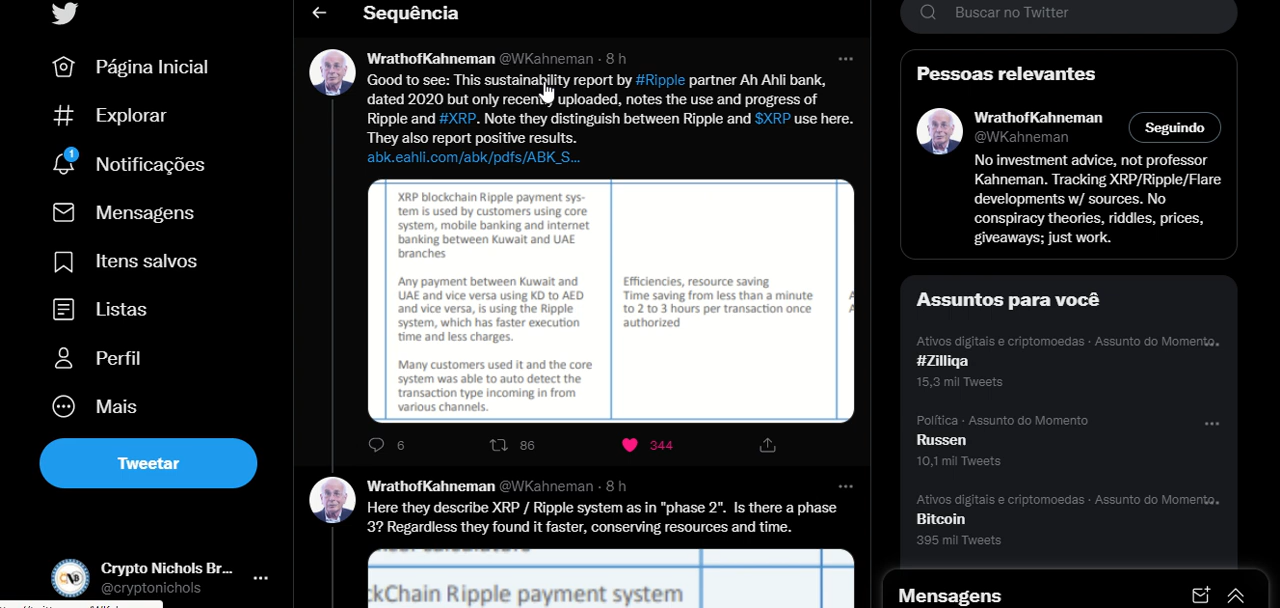 Página Inicial
Explorar
1
Notificações
Mensagens
Itens salvos
Listas
Perfil
Mais
Tweetar
Crypto Nichols Br...
@cryptonichols
Sequência
WrathofKahneman @WKahneman · 8 h
Good to see: This sustainability report by #Ripple partner Ah Ahli bank,
dated 2020 but only recently uploaded, notes the use and progress of
Ripple and #XRP. Note they distinguish between Ripple and $XRP use here.
They also report positive results.
abk.eahli.com/abk/pdfs/ABK_S...
XRP blockchain Ripple payment sys-
tem is used by customers using core
system, mobile banking and internet
banking between Kuwait and UAE
branches
Any payment between Kuwait and
UAE and vice versa using KD to AED
and vice versa, is using the Ripple
system, which has faster execution
time and less charges.
Many customers used it and the core
system was able to auto detect the
transaction type incoming in from
various channels.
Efficiencies, resource saving
Time saving from less than a minute
to 2 to 3 hours per transaction once
authorized
6 86 344
WrathofKahneman @WKahneman · 8 h
Here they describe XRP / Ripple system as in "phase 2". Is there a phase
3? Regardless they found it faster, conserving resources and time.
ckChain Ripple payment system
Buscar no Twitter
Pessoas relevantes
WrathofKahneman
@WKahneman
Seguindo
No investment advice, not professor
Kahneman. Tracking XRP/Ripple/Flare
developments w/ sources. No
conspiracy theories, riddles, prices,
giveaways; just work.
Assuntos para você
Ativos digitais e criptomoedas · Assunto do Momento
#Zilliqa
15,3 mil Tweets
Política · Assunto do Momento
Russen
10,1 mil Tweets
Ativos digitais e criptomoedas · Assunto do Momento
Bitcoin
395 mil Tweets
Mensagens